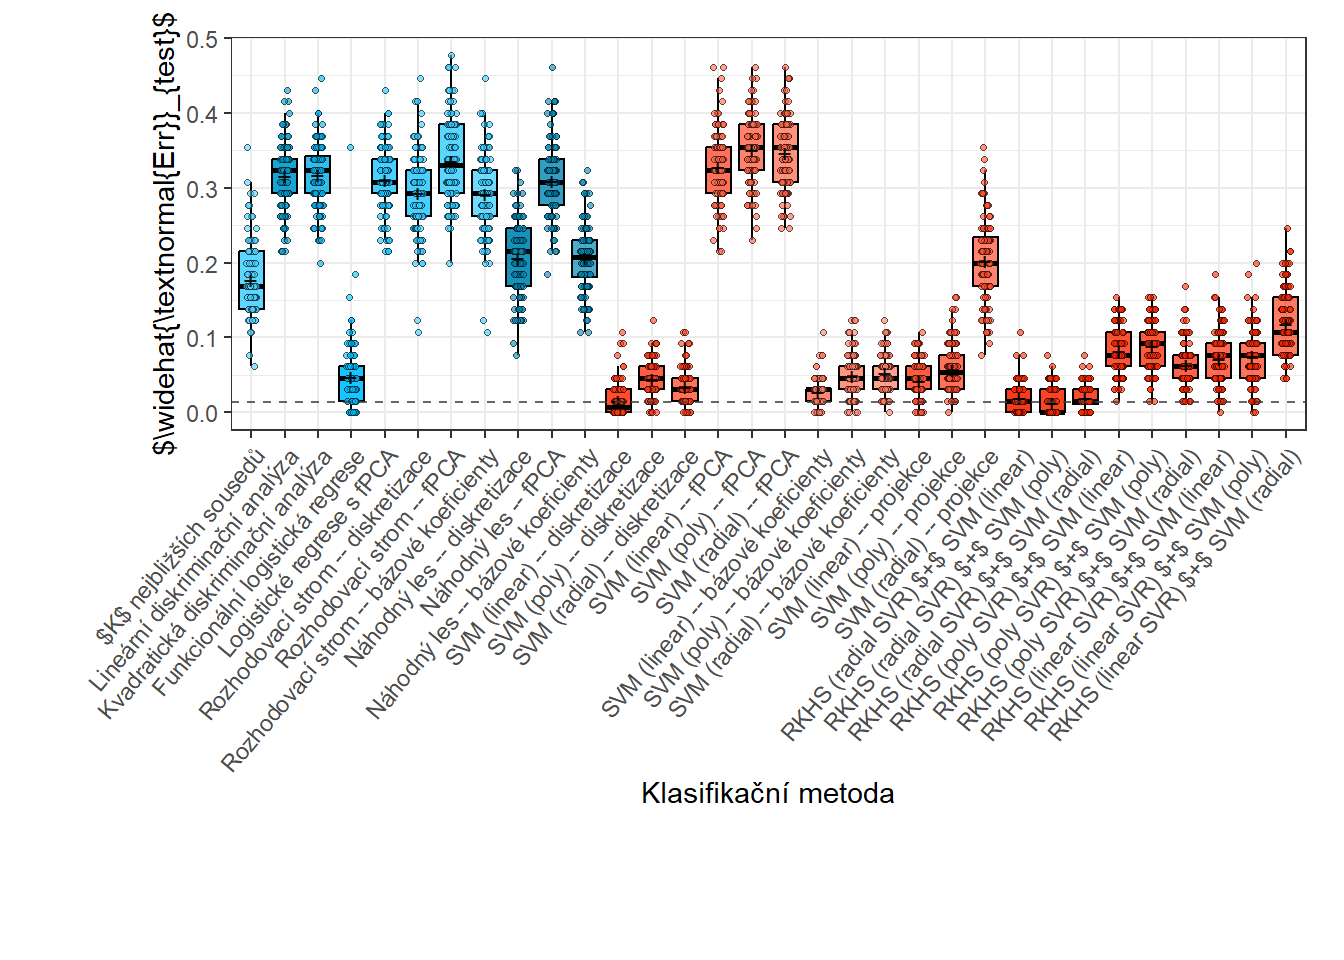 $\widehat{\textnormal{Err}}_{test}$
0.5
0.4
0.3
0.2
0.1
0.0
$K$ nejbližších sousedů
Lineární diskriminační analýza
Kvadratická diskriminační analýza
Funkcionální logistická regrese
Logistické regrese s fPCA
Rozhodovací strom -- diskretizace
Rozhodovací strom -- fPCA
Rozhodovací strom -- bázové koeficienty
Náhodný les -- diskretizace
Náhodný les -- fPCA
Náhodný les -- bázové koeficienty
SVM (linear) -- diskretizace
SVM (poly) -- diskretizace
SVM (radial) -- diskretizace
SVM (linear) -- fPCA
SVM (poly) -- fPCA
SVM (radial) -- fPCA
SVM (linear) -- bázové koeficienty
SVM (poly) -- bázové koeficienty
SVM (radial) -- bázové koeficienty
SVM (linear) -- projekce
SVM (poly) -- projekce
SVM (radial) -- projekce
RKHS (radial SVR) $+$ SVM (linear)
RKHS (radial SVR) $+$ SVM (poly)
RKHS (radial SVR) $+$ SVM (radial)
RKHS (poly SVR) $+$ SVM (linear)
RKHS (poly SVR) $+$ SVM (poly)
RKHS (poly SVR) $+$ SVM (radial)
RKHS (linear SVR) $+$ SVM (linear)
RKHS (linear SVR) $+$ SVM (poly)
RKHS (linear SVR) $+$ SVM (radial)
Klasifikační metoda